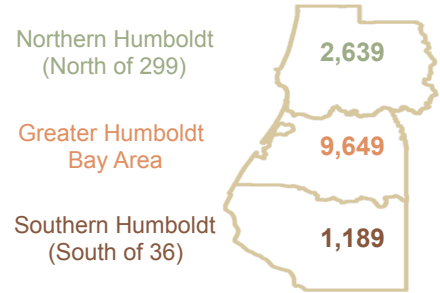 Northern Humboldt
(North of 299)
2,639
Greater Humboldt
Bay Area
9,649
Southern Humboldt
(South of 36)
1,189